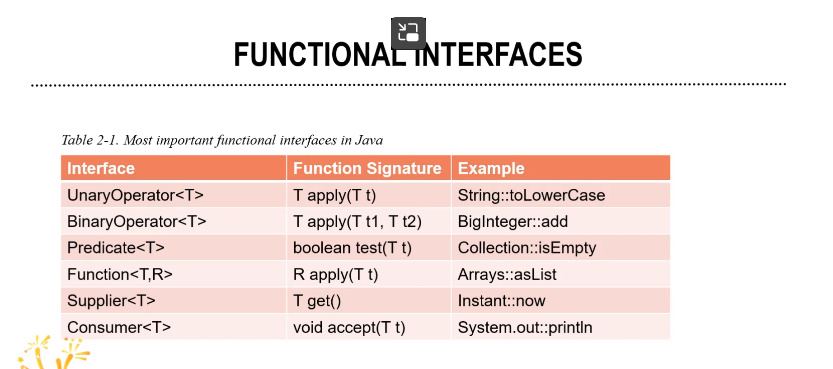 FUNCTIONAL INTERFACES
Table 2-1. Most important functional interfaces in Java
Interface Function Signature Example
UnaryOperator<T> T apply(T t) String::toLowerCase
BinaryOperator<T> T apply(T t1, T t2) BigInteger::add
Predicate<T> boolean test(T t) Collection::isEmpty
Function<T,R> R apply(T t) Arrays::asList
Supplier<T> T get() Instant::now
Consumer<T> void accept(T t) System.out::println